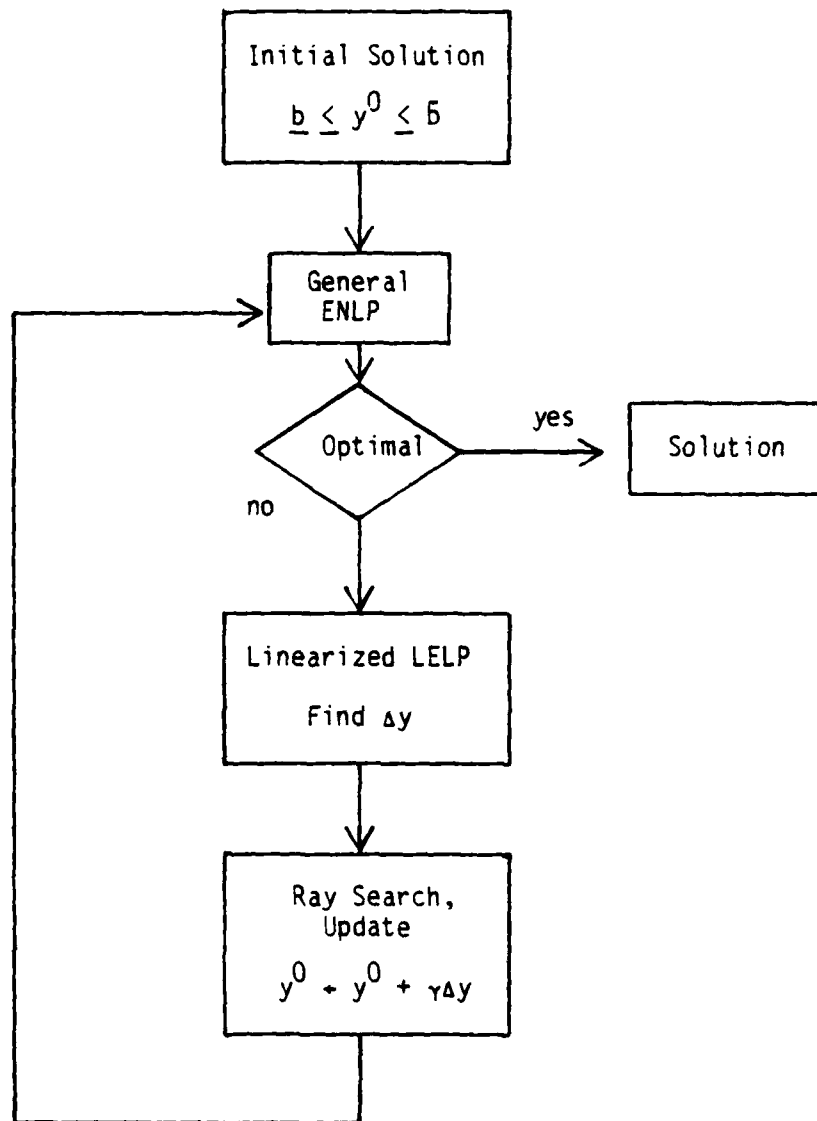 Initial Solution
b̲ ≤ y⁰ ≤ b̄
General
ENLP
Optimal
yes
Solution
no
Linearized LELP
Find Δy
Ray Search,
Update
y⁰ ← y⁰ + γΔy